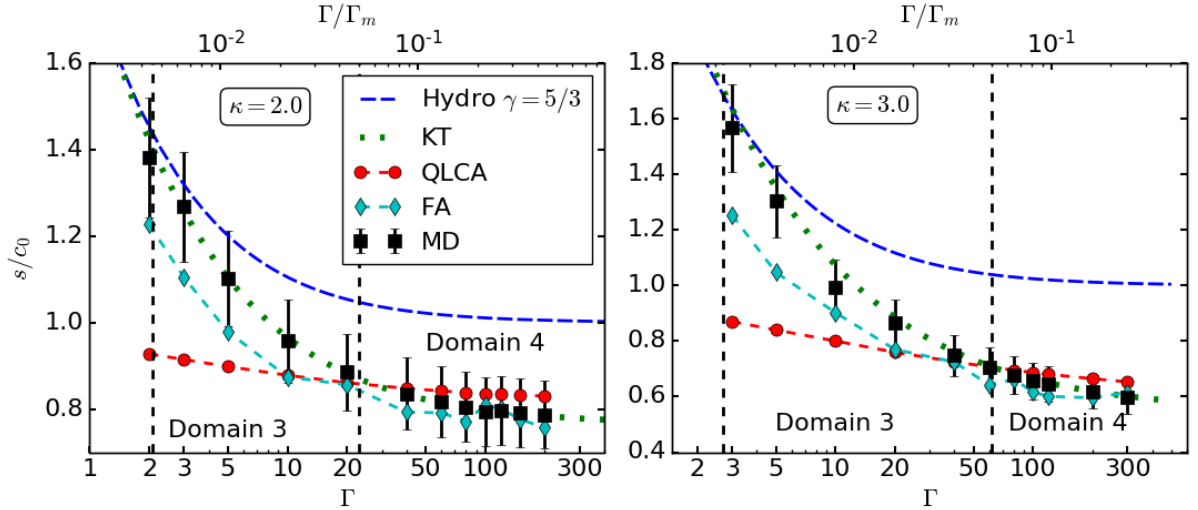 Γ/Γm
10⁻² 10⁻¹
1.6
1.4
1.2
1.0
0.8
s/c₀
κ = 2.0
Hydro γ = 5/3
KT
QLCA
FA
MD
Domain 4
Domain 3
1 2 3 5 10 20 40 100 300
Γ
Γ/Γm
10⁻² 10⁻¹
1.8
1.6
1.4
1.2
1.0
0.8
0.6
0.4
κ = 3.0
Domain 3
Domain 4
2 3 5 10 20 40 100 300
Γ